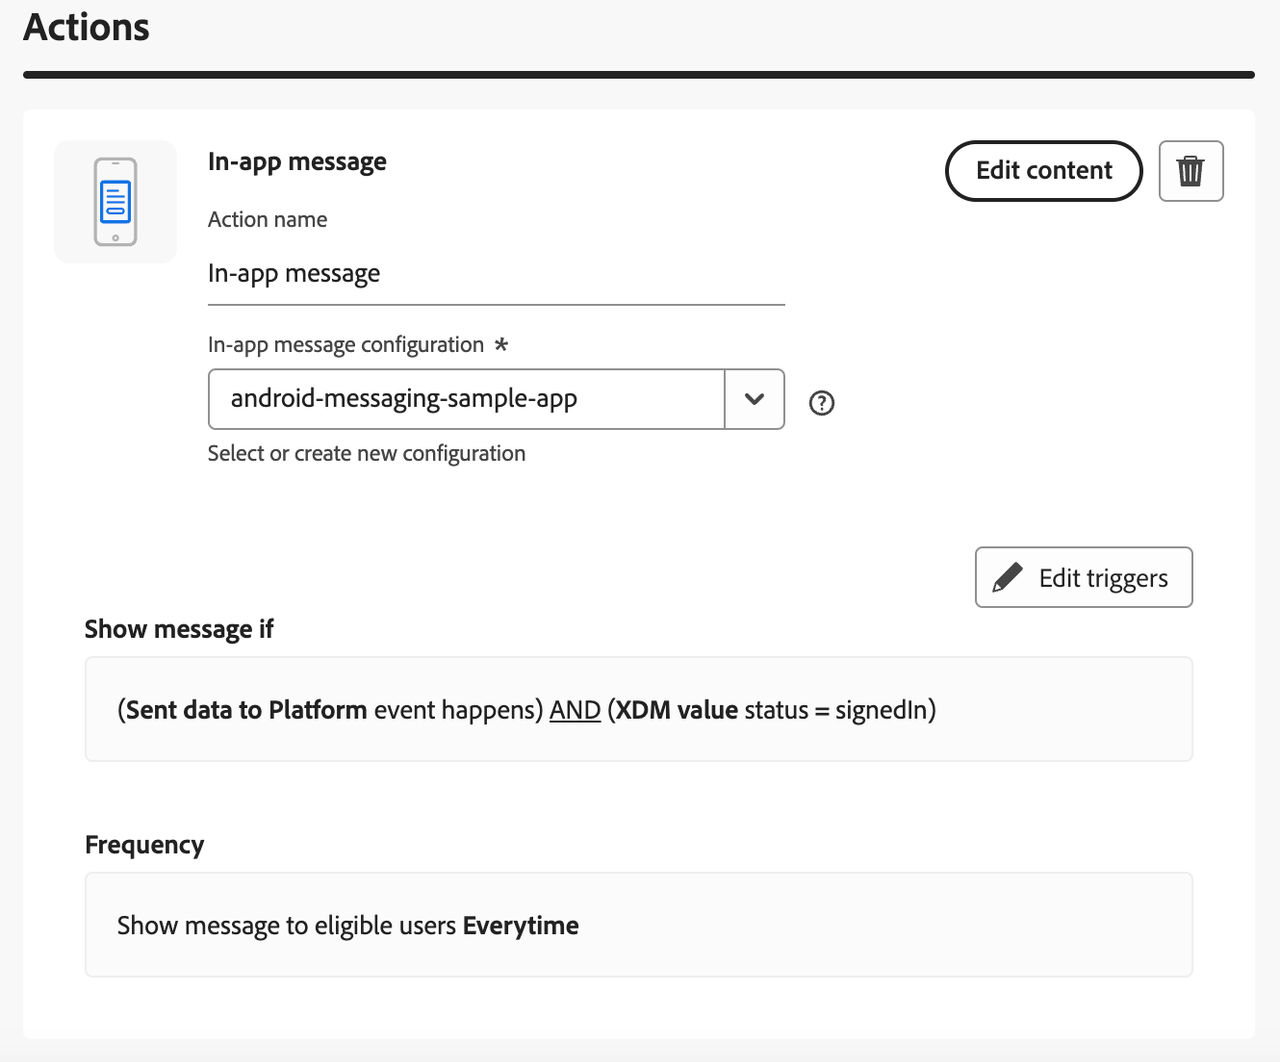 Actions
In-app message
Edit content
Action name
In-app message
In-app message configuration *
android-messaging-sample-app
Select or create new configuration
Edit triggers
Show message if
(Sent data to Platform event happens) AND (XDM value status = signedIn)
Frequency
Show message to eligible users Everytime